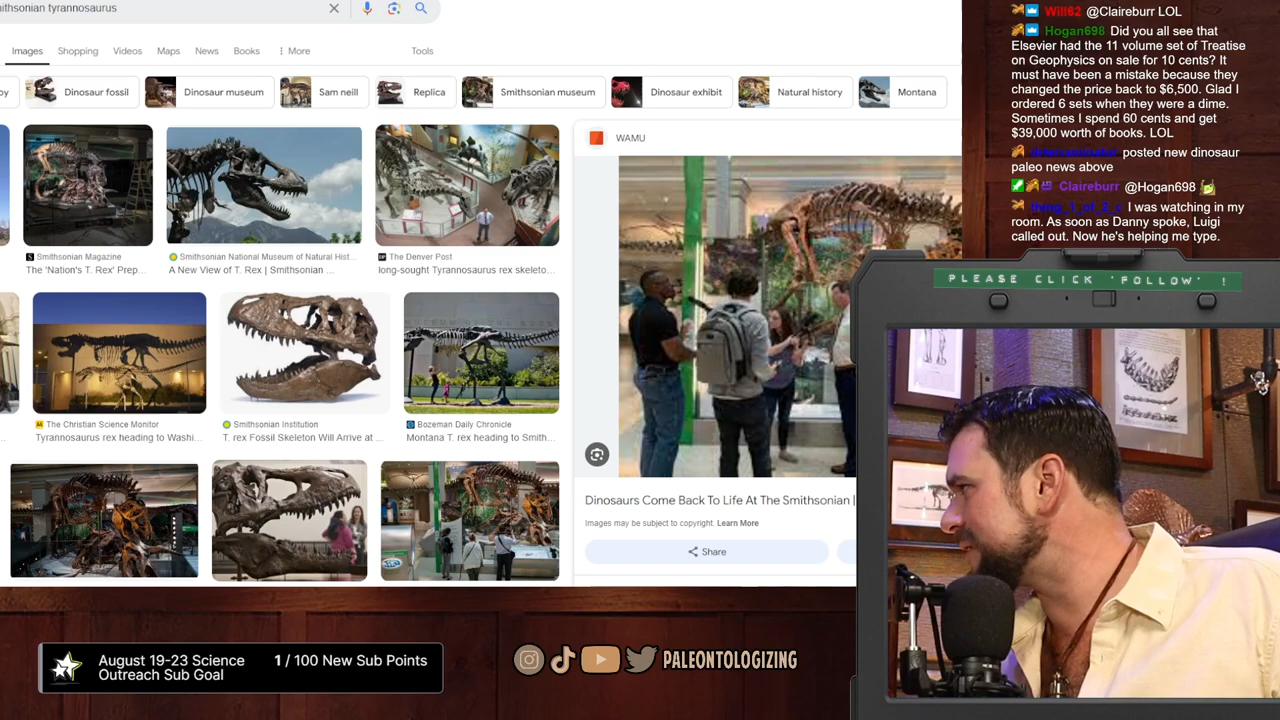 ithsonian tyrannosaurus
Images Shopping Videos Maps News Books More Tools
oy Dinosaur fossil Dinosaur museum Sam neill Replica Smithsonian museum Dinosaur exhibit Natural history Montana
WAMU
Smithsonian Magazine
The 'Nation's T. Rex' Prep...
Smithsonian National Museum of Natural Hist...
A New View of T. Rex | Smithsonian ...
The Denver Post
long-sought Tyrannosaurus rex skeleto...
The Christian Science Monitor
Tyrannosaurus rex heading to Washi...
Smithsonian Institution
T. rex Fossil Skeleton Will Arrive at ...
Bozeman Daily Chronicle
Montana T. rex heading to Smith...
Dinosaurs Come Back To Life At The Smithsonian |
Images may be subject to copyright. Learn More
Share
Will62 @Claireburr LOL
Hogan698 Did you all see that
Elsevier had the 11 volume set of Treatise
on Geophysics on sale for 10 cents? It
must have been a mistake because they
changed the price back to $6,500. Glad I
ordered 6 sets when they were a dime.
Sometimes I spend 60 cents and get
$39,000 worth of books. LOL
posted new dinosaur
paleo news above
Claireburr @Hogan698
thing_1_of_2_ I was watching in my
room. As soon as Danny spoke, Luigi
called out. Now he's helping me type.
PLEASE CLICK 'FOLLOW' !
August 19-23 Science
Outreach Sub Goal
1 / 100 New Sub Points
PALEONTOLOGIZING